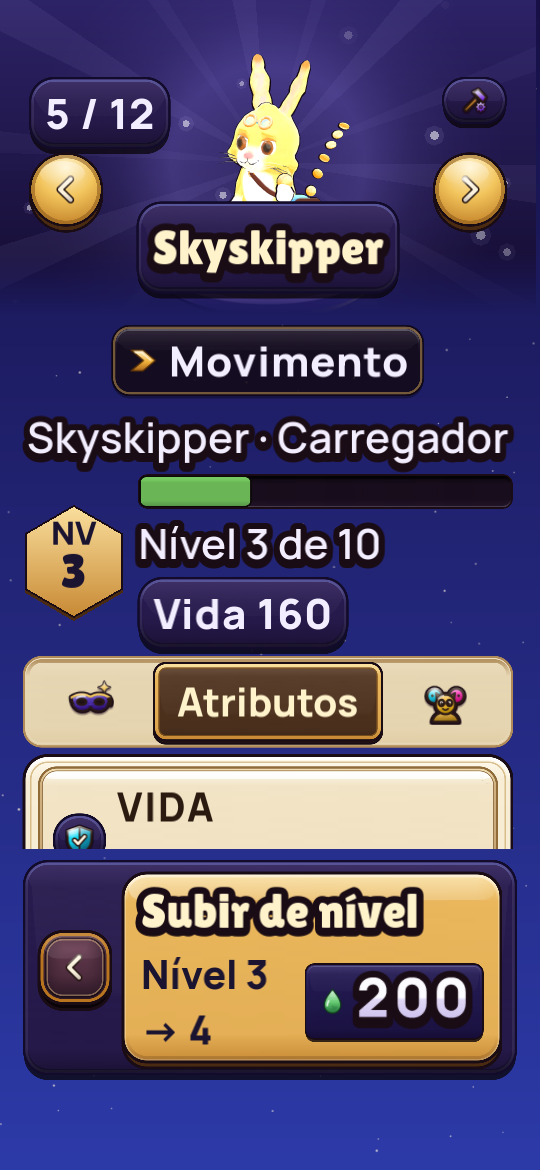 5 / 12
Skyskipper
Movimento
Skyskipper · Carregador
NV
3
Nível 3 de 10
Vida 160
Atributos
VIDA
Subir de nível
Nível 3
→ 4
200